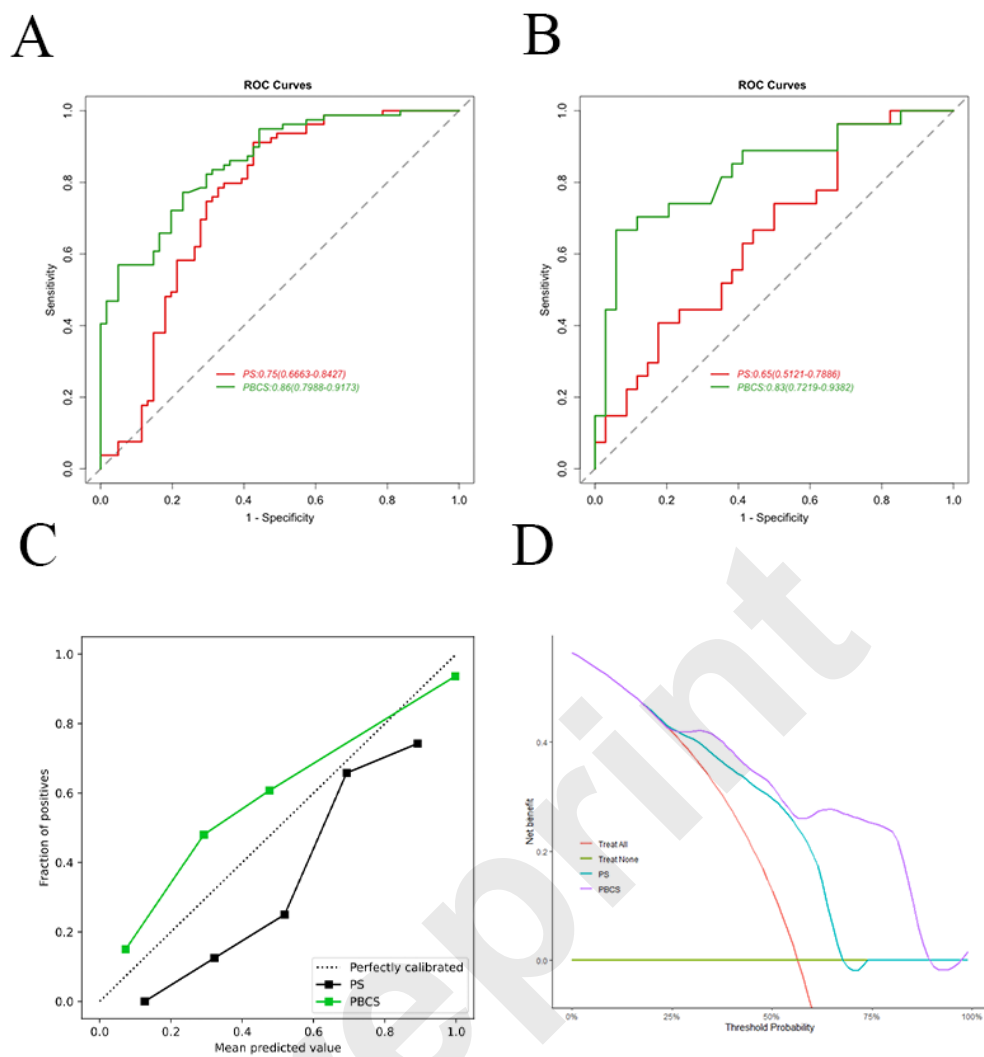 A
B
ROC Curves
1.0
0.8
0.6
0.4
0.2
0.0
Sensitivity
PS:0.75(0.6663-0.8427)
PBCS:0.86(0.7988-0.9173)
0.0 0.2 0.4 0.6 0.8 1.0
1 - Specificity
ROC Curves
1.0
0.8
0.6
0.4
0.2
0.0
Sensitivity
PS:0.65(0.5121-0.7886)
PBCS:0.83(0.7219-0.9382)
0.0 0.2 0.4 0.6 0.8 1.0
1 - Specificity
C
D
1.0
0.8
0.6
0.4
0.2
0.0
Fraction of positives
Perfectly calibrated
PS
PBCS
0.0 0.2 0.4 0.6 0.8 1.0
Mean predicted value
0.4
0.2
0.0
Net benefit
Treat All
Treat None
PS
PBCS
0% 25% 50% 75% 100%
Threshold Probability
eprint